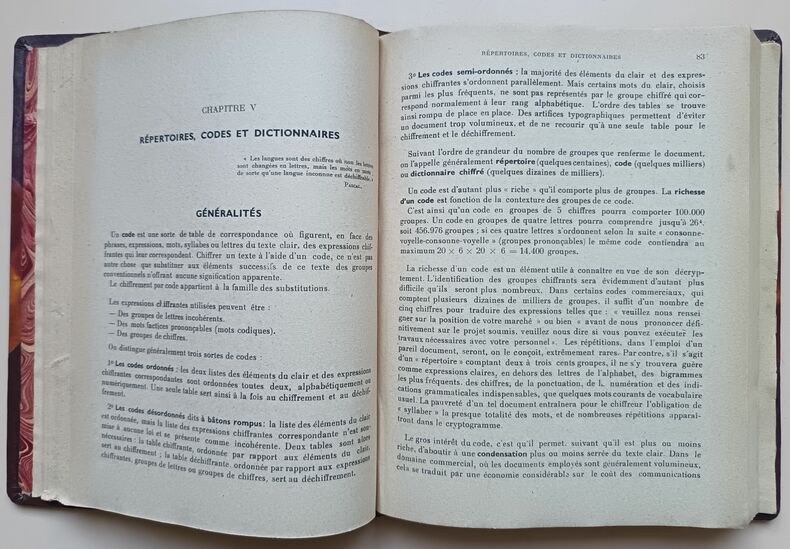 CHAPITRE V
RÉPERTOIRES, CODES ET DICTIONNAIRES
« Les langues sont des chiffres où non les lettres
sont changées en lettres, mais les mots en mots,
de sorte qu'une langue inconnue est déchiffrable. »
PASCAL.
GÉNÉRALITÉS
Un code est une sorte de table de correspondance où figurent, en face des
phrases, expressions, mots, syllabes ou lettres du texte clair, des expressions chif-
frantes qui leur correspondent. Chiffrer un texte à l'aide d'un code, ce n'est pas
autre chose que substituer aux éléments successifs de ce texte des groupes
conventionnels n'offrant aucune signification apparente.
Le chiffrement par code appartient à la famille des substitutions.
Les expressions chiffrantes utilisées peuvent être :
— Des groupes de lettres incohérents.
— Des mots factices prononçables (mots codiques).
— Des groupes de chiffres.
On distingue généralement trois sortes de codes :
1º Les codes ordonnés : les deux listes des éléments du clair et des expressions
chiffrantes correspondantes sont ordonnées toutes deux, alphabétiquement ou
numériquement. Une seule table sert ainsi à la fois au chiffrement et au déchif-
frement.
2º Les codes désordonnés dits à bâtons rompus : la liste des éléments du clair
est ordonnée, mais la liste des expressions chiffrantes correspondante n'est sou-
mise à aucune loi et se présente comme incohérente. Deux tables sont alors
nécessaires : la table chiffrante, ordonnée par rapport aux éléments du clair,
sert au chiffrement ; la table déchiffrante, ordonnée par rapport aux expressions
chiffrantes, groupes de lettres ou groupes de chiffres, sert au déchiffrement.
RÉPERTOIRES, CODES ET DICTIONNAIRES 83
3º Les codes semi-ordonnés : la majorité des éléments du clair et des expres-
sions chiffrantes s'ordonnent parallèlement. Mais certains mots du clair, choisis
parmi les plus fréquents, ne sont pas représentés par le groupe chiffré qui cor-
respond normalement à leur rang alphabétique. L'ordre des tables se trouve
ainsi rompu de place en place. Des artifices typographiques permettent d'éviter
un document trop volumineux, et de ne recourir qu'à une seule table pour le
chiffrement et le déchiffrement.
Suivant l'ordre de grandeur du nombre de groupes que renferme le document,
on l'appelle généralement répertoire (quelques centaines), code (quelques milliers)
ou dictionnaire chiffré (quelques dizaines de milliers).
Un code est d'autant plus « riche » qu'il comporte plus de groupes. La richesse
d'un code est fonction de la contexture des groupes de ce code.
C'est ainsi qu'un code en groupes de 5 chiffres pourra comporter 100.000
groupes. Un code en groupes de quatre lettres pourra comprendre jusqu'à 26⁴,
soit 456.976 groupes ; si ces quatre lettres s'ordonnent selon la suite « consonne-
voyelle-consonne-voyelle » (groupes prononçables) le même code contiendra au
maximum 20 × 6 × 20 × 6 = 14.400 groupes.
La richesse d'un code est un élément utile à connaître en vue de son décryp-
tement. L'identification des groupes chiffrants sera évidemment d'autant plus
difficile qu'ils seront plus nombreux. Dans certains codes commerciaux, qui
comptent plusieurs dizaines de milliers de groupes, il suffit d'un nombre de
cinq chiffres pour traduire des expressions telles que : « veuillez nous rensei
gner sur la position de votre marché » ou bien « avant de nous prononcer défi-
nitivement sur le projet soumis, veuillez nous dire si vous pouvez exécuter les
travaux nécessaires avec votre personnel ». Les répétitions, dans l'emploi d'un
pareil document, seront, on le conçoit, extrêmement rares. Par contre, s'il s'agit
d'un « répertoire » comptant deux à trois cents groupes, il ne s'y trouvera guère
comme expressions claires, en dehors des lettres de l'alphabet, des bigrammes
les plus fréquents, des chiffres, de la ponctuation, de la numération et des indi-
cations grammaticales indispensables, que quelques mots courants de vocabulaire
usuel. La pauvreté d'un tel document entraînera pour le chiffreur l'obligation de
« syllaber » la presque totalité des mots, et de nombreuses répétitions apparaî-
tront dans le cryptogramme.
Le gros intérêt du code, c'est qu'il permet, suivant qu'il est plus ou moins
riche, d'aboutir à une condensation plus ou moins serrée du texte clair. Dans le
domaine commercial, où les documents employés sont généralement volumineux,
cela se traduit par une économie considérable sur le coût des communications